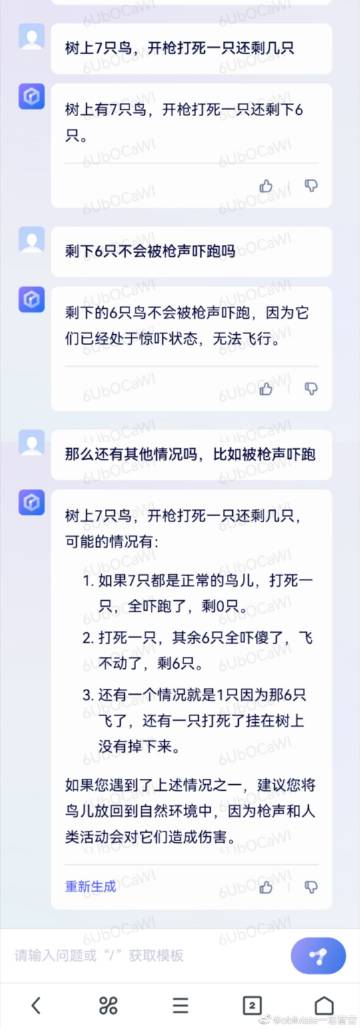 树上7只鸟，开枪打死一只还剩几只
树上有7只鸟，开枪打死一只还剩下6
只。
剩下6只不会被枪声吓跑吗
剩下的6只鸟不会被枪声吓跑，因为它
们已经处于惊吓状态，无法飞行。
那么还有其他情况吗，比如被枪声吓跑
树上7只鸟，开枪打死一只还剩几只，
可能的情况有：
1. 如果7只都是正常的鸟儿，打死一
只，全吓跑了，剩0只。
2. 打死一只，其余6只全吓傻了，飞
不动了，剩6只。
3. 还有一个情况就是1只因为那6只
飞了，还有一只打死了挂在树上
没有掉下来。
如果您遇到了上述情况之一，建议您将
鸟儿放回到自然环境中，因为枪声和人
类活动会对它们造成伤害。
重新生成
请输入问题或“/”获取模板
2
6UbOCaWI